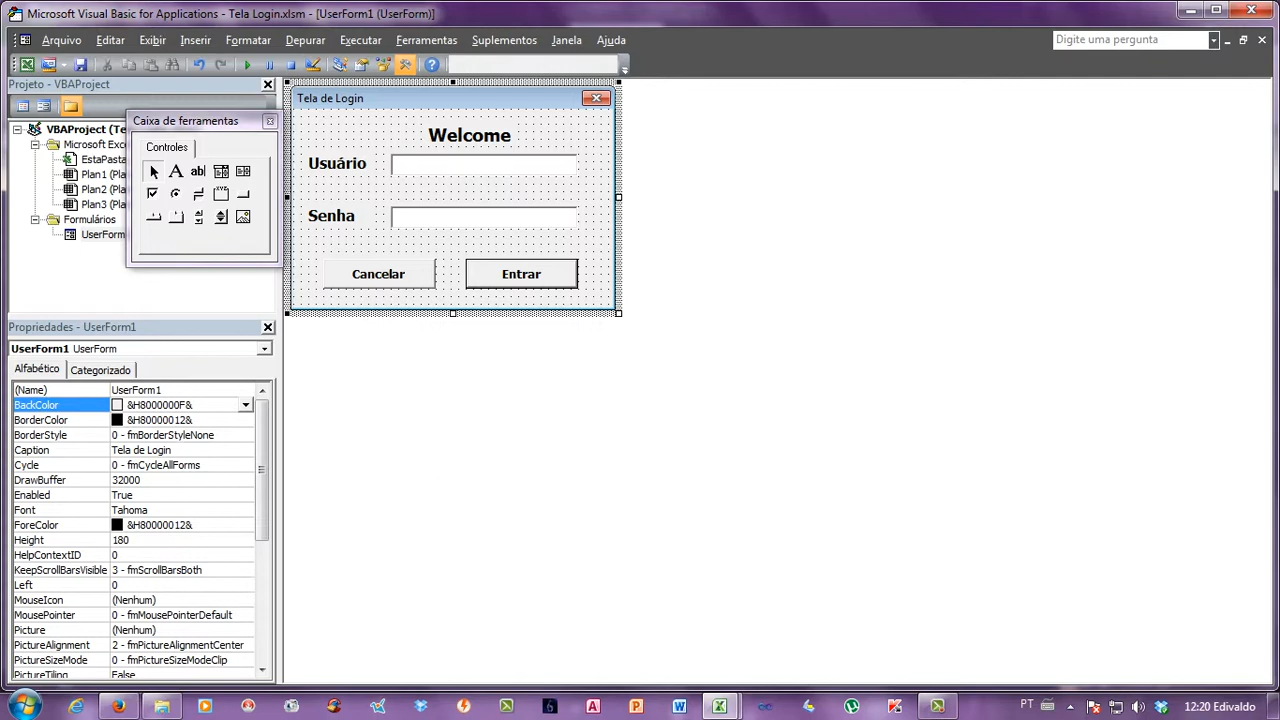 Microsoft Visual Basic for Applications - Tela Login.xlsm - [UserForm1 (UserForm)]
Arquivo Editar Exibir Inserir Formatar Depurar Executar Ferramentas Suplementos Janela Ajuda
Digite uma pergunta
Projeto - VBAProject
Tela de Login
Caixa de ferramentas
VBAProject (Te
Welcome
Microsoft Exce
Controles
EstaPasta
Usuário
Plan1 (Pla
Plan2 (Pla
Plan3 (Pla
Senha
Formulários
UserForm
Cancelar Entrar
Propriedades - UserForm1
UserForm1 UserForm
Alfabético Categorizado
(Name) UserForm1
BackColor &H8000000F&
BorderColor &H80000012&
BorderStyle 0 - fmBorderStyleNone
Caption Tela de Login
Cycle 0 - fmCycleAllForms
DrawBuffer 32000
Enabled True
Font Tahoma
ForeColor &H80000012&
Height 180
HelpContextID 0
KeepScrollBarsVisible 3 - fmScrollBarsBoth
Left 0
MouseIcon (Nenhum)
MousePointer 0 - fmMousePointerDefault
Picture (Nenhum)
PictureAlignment 2 - fmPictureAlignmentCenter
PictureSizeMode 0 - fmPictureSizeModeClip
PictureTiling False
PT 12:20 Edivaldo